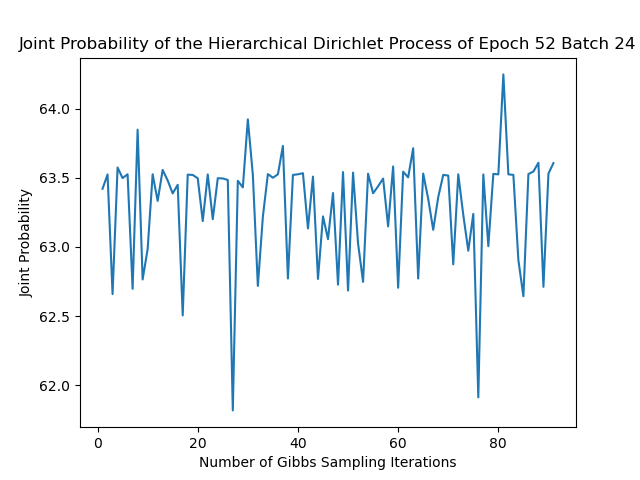 Joint Probability of the Hierarchical Dirichlet Process of Epoch 52 Batch 24
Joint Probability
64.0
63.5
63.0
62.5
62.0
0 20 40 60 80
Number of Gibbs Sampling Iterations